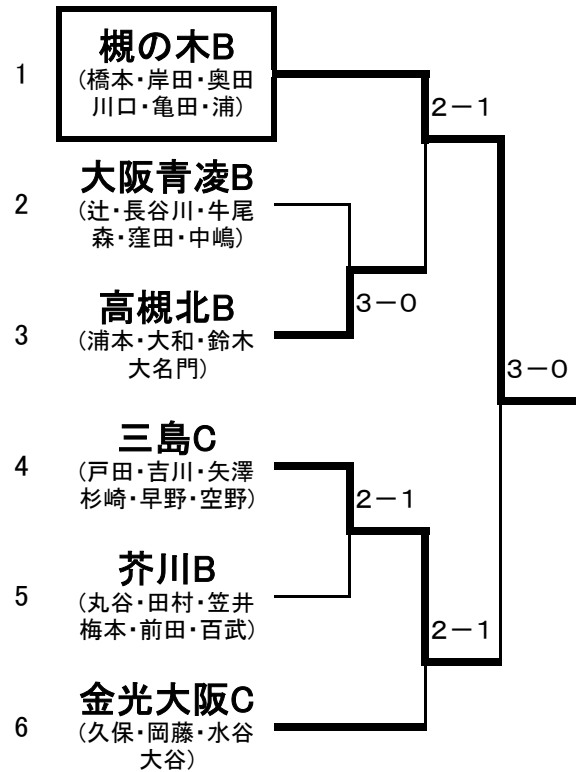 1
槻の木B
(橋本・岸田・奥田
川口・亀田・浦)
2－1
2
大阪青凌B
(辻・長谷川・牛尾
森・窪田・中嶋)
3
高槻北B
(浦本・大和・鈴木
大名門)
3－0
3－0
4
三島C
(戸田・吉川・矢澤
杉崎・早野・空野)
2－1
5
芥川B
(丸谷・田村・笠井
梅本・前田・百武)
2－1
6
金光大阪C
(久保・岡藤・水谷
大谷)